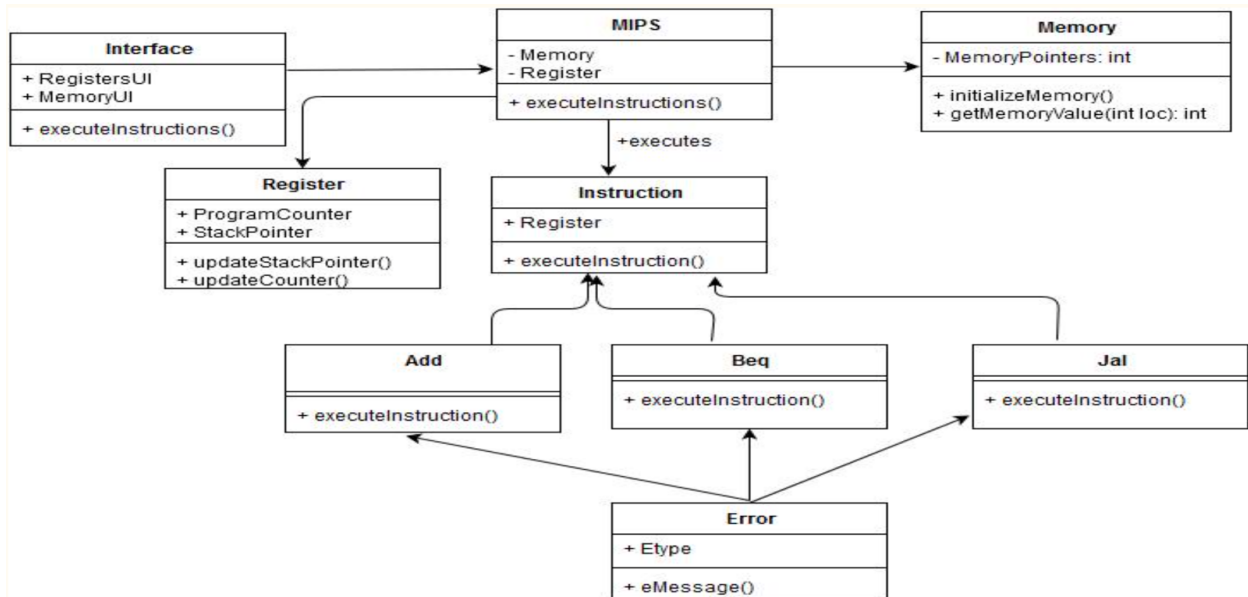 Interface
+ RegistersUI
+ MemoryUI
+ executeInstructions()
MIPS
- Memory
- Register
+ executeInstructions()
Memory
- MemoryPointers: int
+ initializeMemory()
+ getMemoryValue(int loc): int
+executes
Register
+ ProgramCounter
+ StackPointer
+ updateStackPointer()
+ updateCounter()
Instruction
+ Register
+ executeInstruction()
Add
+ executeInstruction()
Beq
+ executeInstruction()
Jal
+ executeInstruction()
Error
+ Etype
+ eMessage()